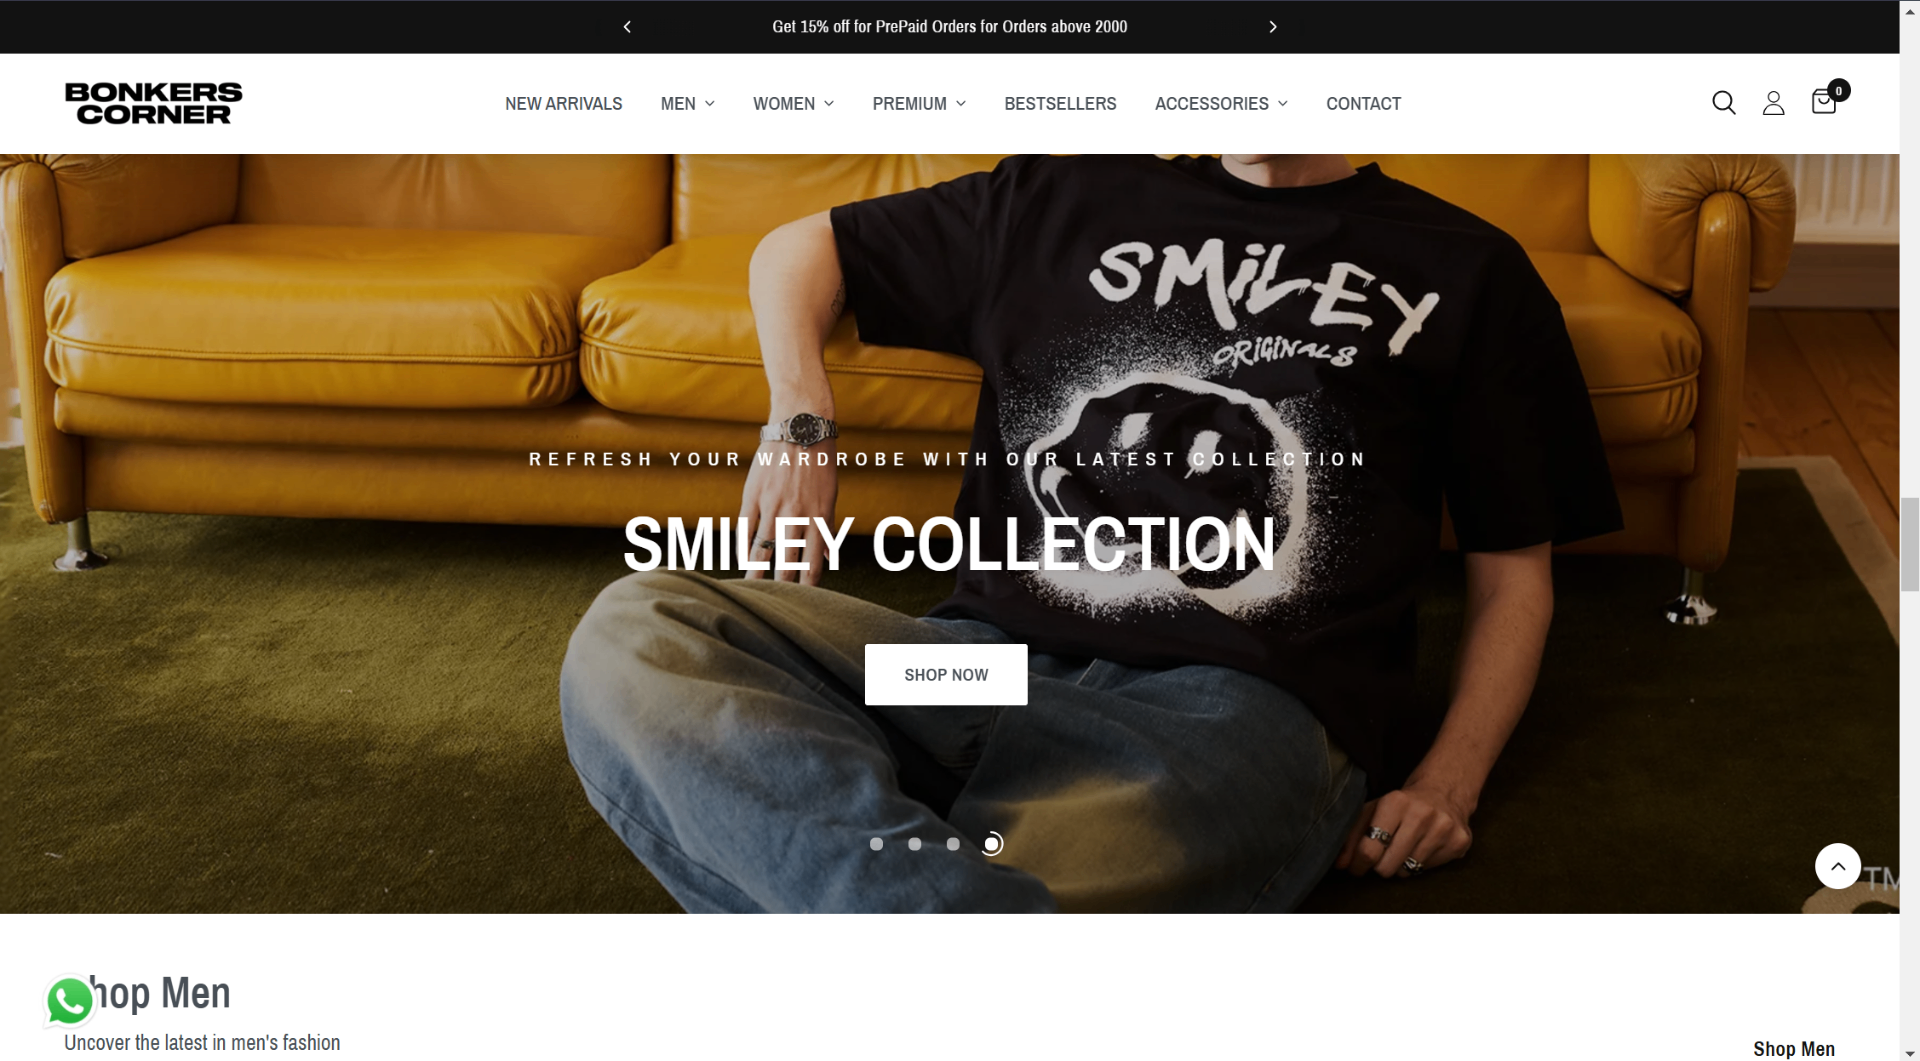 Get 15% off for PrePaid Orders for Orders above 2000
BONKERS
CORNER
NEW ARRIVALS
MEN
WOMEN
PREMIUM
BESTSELLERS
ACCESSORIES
CONTACT
0
SMiLEY
ORiGiNALS
REFRESH YOUR WARDROBE WITH OUR LATEST COLLECTION
SMILEY COLLECTION
SHOP NOW
TM
hop Men
Uncover the latest in men's fashion
Shop Men